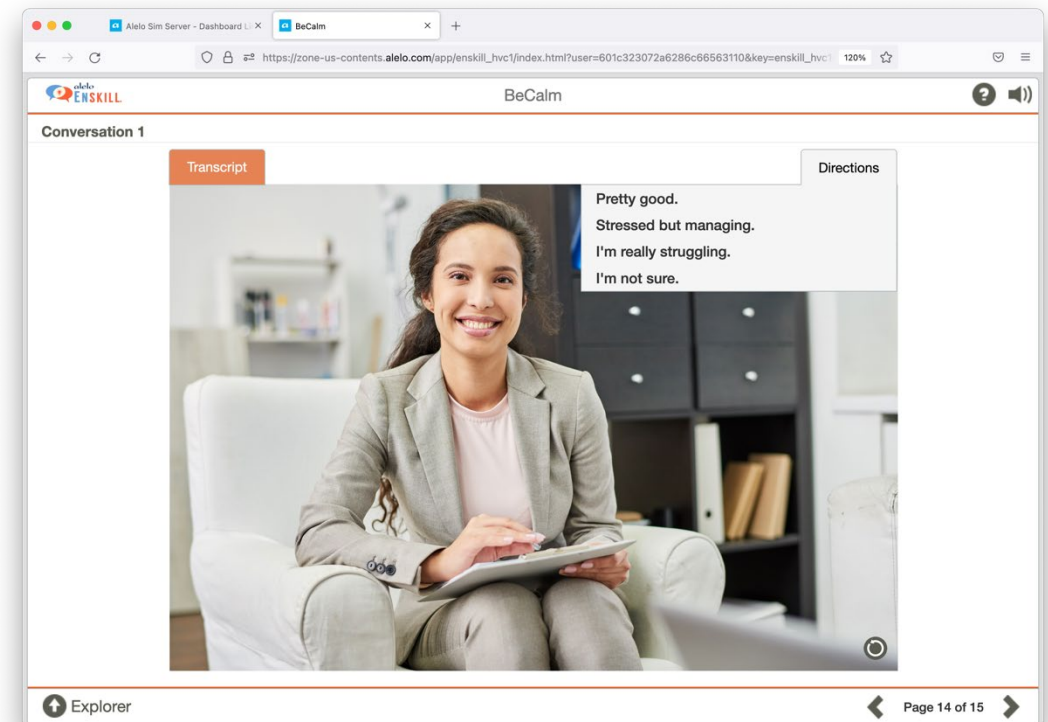 Alelo Sim Server - Dashboard Li
BeCalm
https://zone-us-contents.alelo.com/app/enskill_hvc1/index.html?user=601c323072a6286c66563110&key=enskill_hvc1
120%
alelo
ENSKILL
BeCalm
?
Conversation 1
Transcript
Directions
Pretty good.
Stressed but managing.
I'm really struggling.
I'm not sure.
Explorer
Page 14 of 15